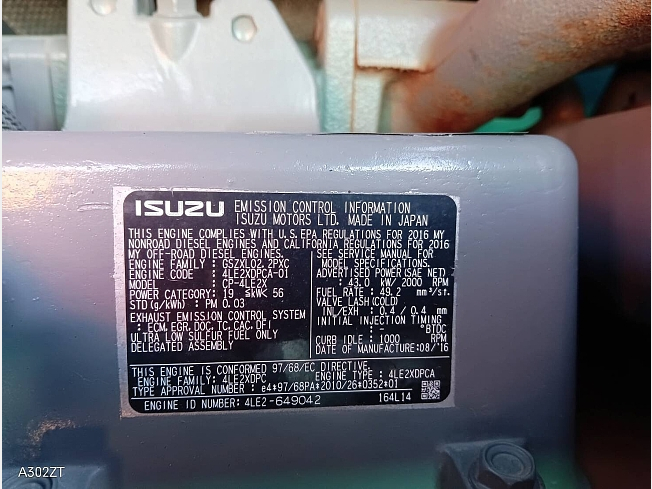 ISUZU EMISSION CONTROL INFORMATION
ISUZU MOTORS LTD. MADE IN JAPAN
THIS ENGINE COMPLIES WITH U.S. EPA REGULATIONS FOR 2016 MY
NONROAD DIESEL ENGINES AND CALIFORNIA REGULATIONS FOR 2016
MY OFF-ROAD DIESEL ENGINES.
ENGINE FAMILY : GSZXL02.2PXC
ENGINE CODE : 4LE2XDPCA-01
MODEL : CP-4LE2X
POWER CATEGORY: 19 ≦kW< 56
STD (g/kWh) : PM 0.03
EXHAUST EMISSION CONTROL SYSTEM
: ECM, EGR, DOC, TC, CAC, DFI
ULTRA LOW SULFUR FUEL ONLY
DELEGATED ASSEMBLY
SEE SERVICE MANUAL FOR
MODEL SPECIFICATIONS.
ADVERTISED POWER (SAE NET)
: 43.0 kW/ 2000 RPM
FUEL RATE : 49.2 mm³/st.
VALVE LASH (COLD)
INL/EXH : 0.4 / 0.4 mm
INITIAL INJECTION TIMING
: - °BTDC
CURB IDLE : 1000 RPM
DATE OF MANUFACTURE: 08/'16
THIS ENGINE IS CONFORMED 97/68/EC DIRECTIVE.
ENGINE FAMILY: 4LE2XDPC ENGINE TYPE : 4LE2XDPCA
TYPE APPROVAL NUMBER : e4*97/68PA*2010/26*0352*01
ENGINE ID NUMBER: 4LE2-649042 164L14
A302ZT